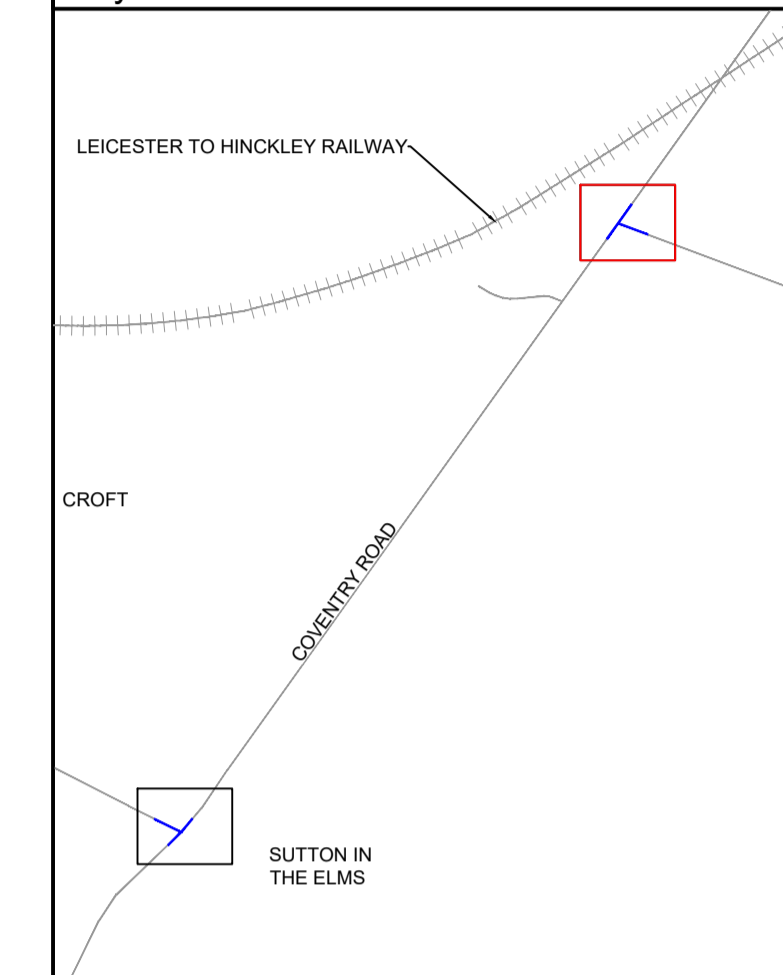 LEICESTER TO HINCKLEY RAILWAY
CROFT
COVENTRY ROAD
SUTTON IN
THE ELMS